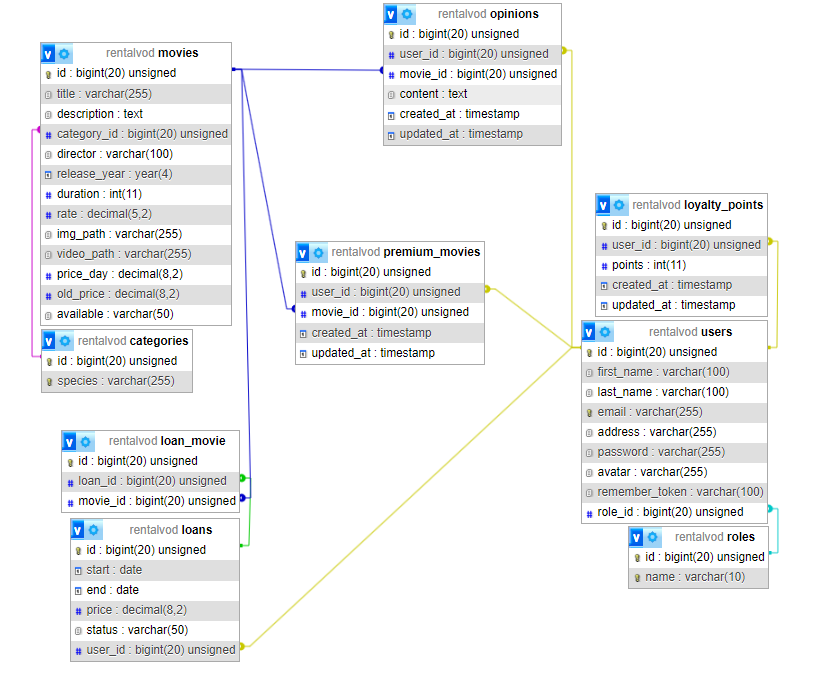 rentalvod movies
id : bigint(20) unsigned
title : varchar(255)
description : text
category_id : bigint(20) unsigned
director : varchar(100)
release_year : year(4)
duration : int(11)
rate : decimal(5,2)
img_path : varchar(255)
video_path : varchar(255)
price_day : decimal(8,2)
old_price : decimal(8,2)
available : varchar(50)
v rentalvod categories
id : bigint(20) unsigned
species : varchar(255)
v rentalvod loan_movie
id : bigint(20) unsigned
loan_id : bigint(20) unsigned
movie_id : bigint(20) unsigned
v rentalvod loans
id : bigint(20) unsigned
start : date
end : date
price : decimal(8,2)
status : varchar(50)
user_id : bigint(20) unsigned
v rentalvod opinions
id : bigint(20) unsigned
user_id : bigint(20) unsigned
movie_id : bigint(20) unsigned
content : text
created_at : timestamp
updated_at : timestamp
v rentalvod premium_movies
id : bigint(20) unsigned
user_id : bigint(20) unsigned
movie_id : bigint(20) unsigned
created_at : timestamp
updated_at : timestamp
v rentalvod loyalty_points
id : bigint(20) unsigned
user_id : bigint(20) unsigned
points : int(11)
created_at : timestamp
updated_at : timestamp
v rentalvod users
id : bigint(20) unsigned
first_name : varchar(100)
last_name : varchar(100)
email : varchar(255)
address : varchar(255)
password : varchar(255)
avatar : varchar(255)
remember_token : varchar(100)
role_id : bigint(20) unsigned
v rentalvod roles
id : bigint(20) unsigned
name : varchar(10)